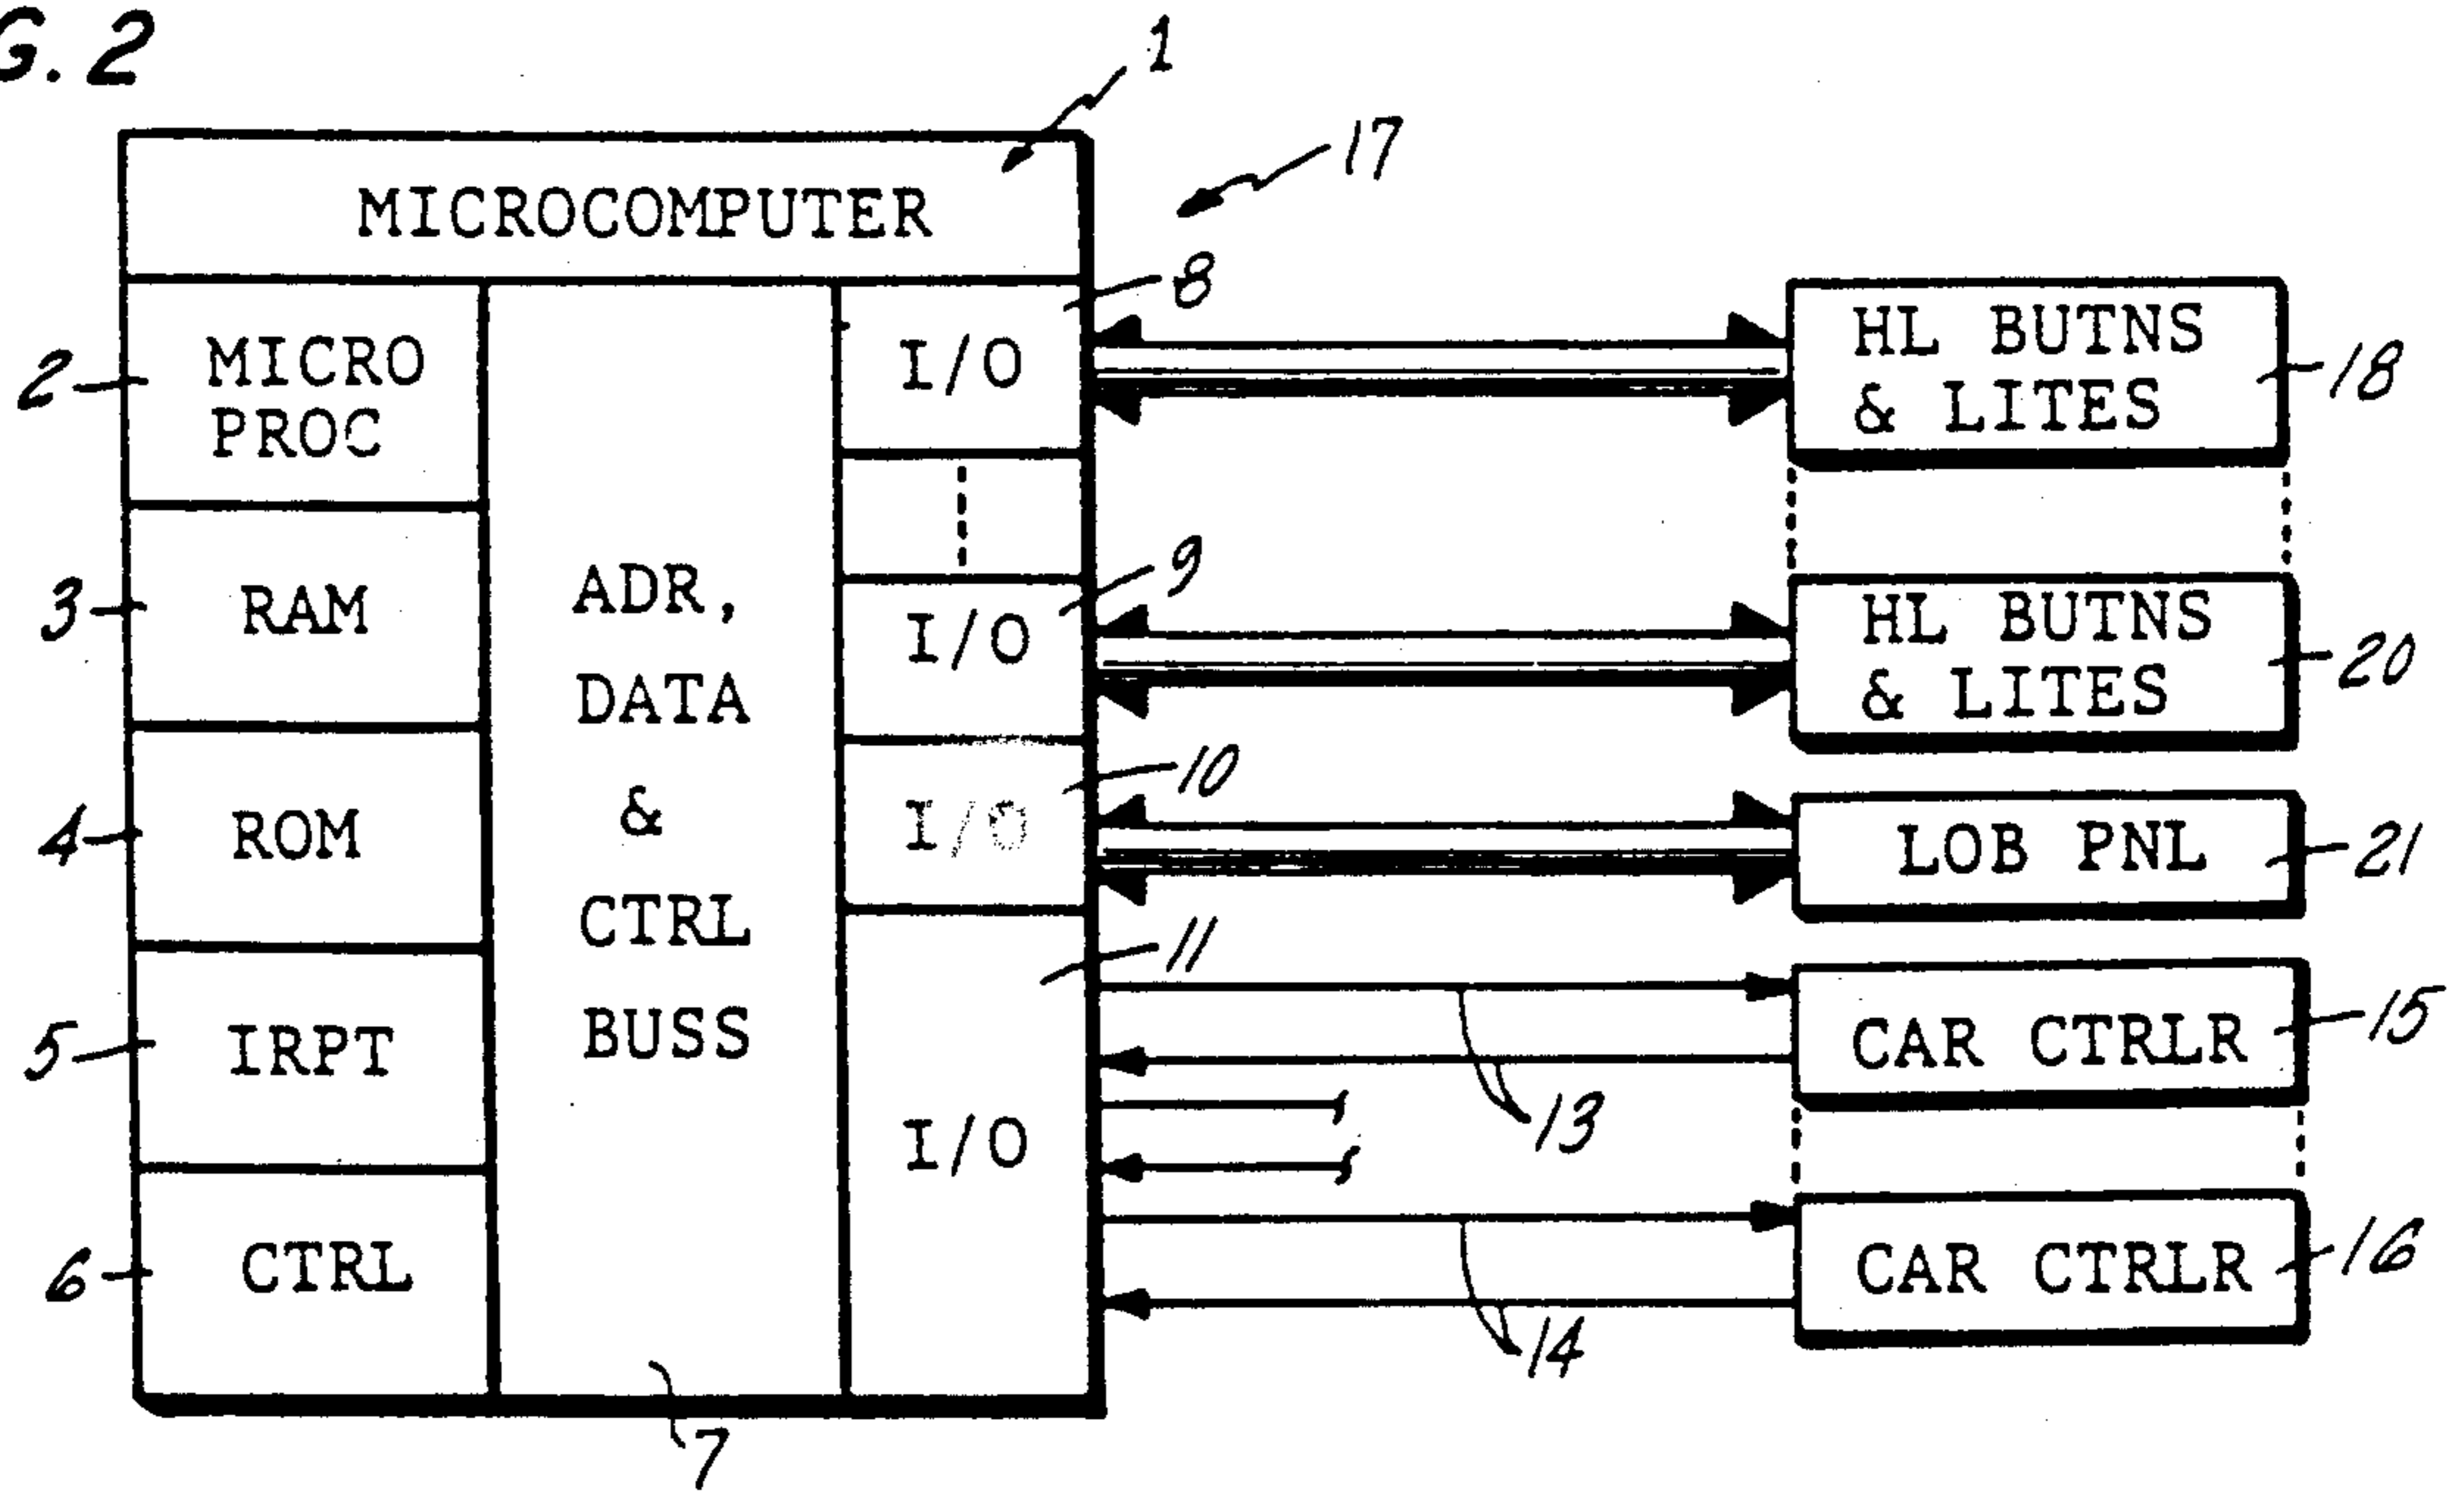 G. 2
1
17
MICROCOMPUTER
8
2
MICRO
PROC
I/O
HL BUTNS
& LITES
18
9
3
RAM
ADR,
DATA
&
CTRL
BUSS
I/O
HL BUTNS
& LITES
20
10
4
ROM
I/O
LOB PNL
21
11
5
IRPT
I/O
CAR CTRLR
15
13
6
CTRL
CAR CTRLR
16
14
7